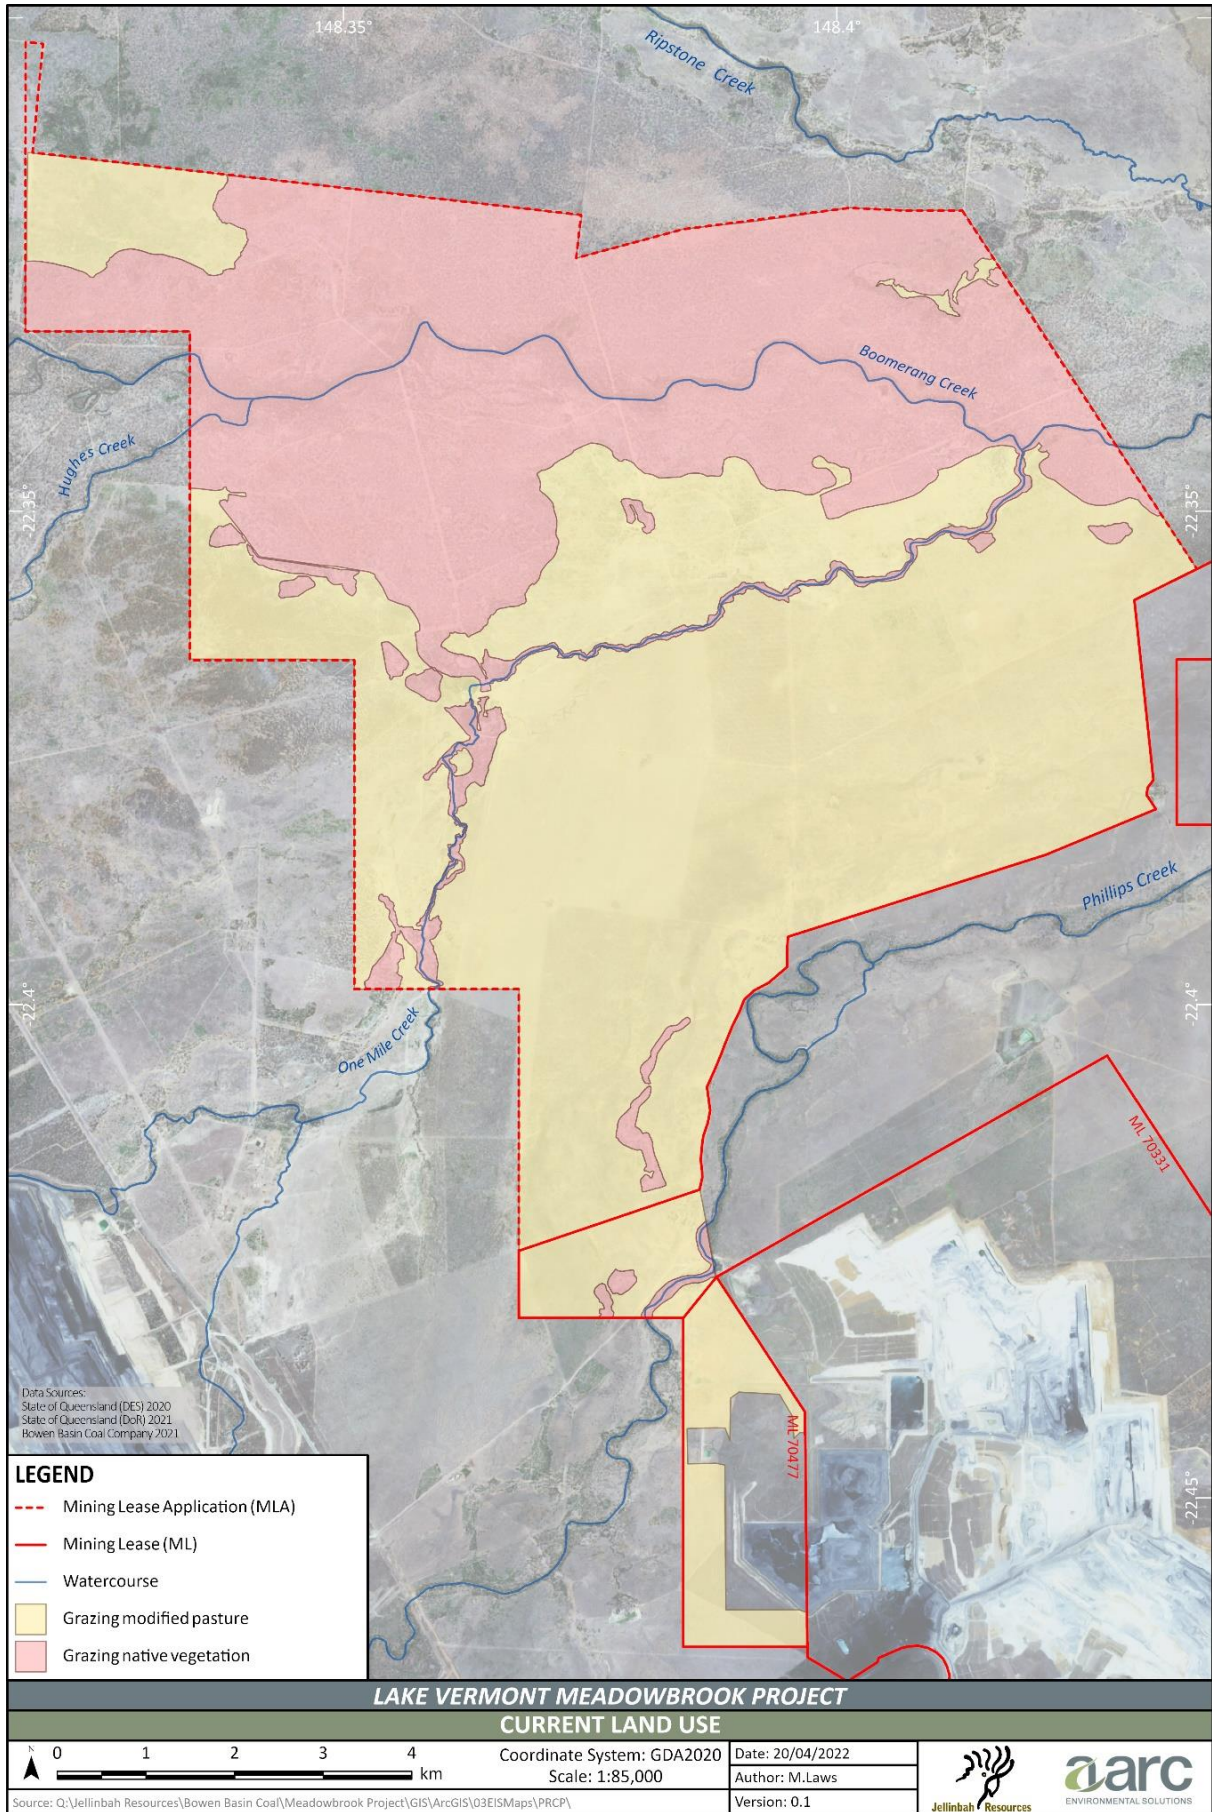 148.35°
148.4°
Ripstone Creek
Boomerang Creek
Hughes Creek
-22.35°
-22.35°
Phillips Creek
-22.4°
-22.4°
One Mile Creek
ML 70331
ML 70477
-22.45°
Data Sources:
State of Queensland (DES) 2020
State of Queensland (DoR) 2021
Bowen Basin Coal Company 2021
LEGEND
Mining Lease Application (MLA)
Mining Lease (ML)
Watercourse
Grazing modified pasture
Grazing native vegetation
LAKE VERMONT MEADOWBROOK PROJECT
CURRENT LAND USE
N
0 1 2 3 4
km
Coordinate System: GDA2020
Scale: 1:85,000
Date: 20/04/2022
Author: M.Laws
Version: 0.1
Source: Q:\Jellinbah Resources\Bowen Basin Coal\Meadowbrook Project\GIS\ArcGIS\03EISMaps\PRCP\
Jellinbah Resources
aarc
ENVIRONMENTAL SOLUTIONS